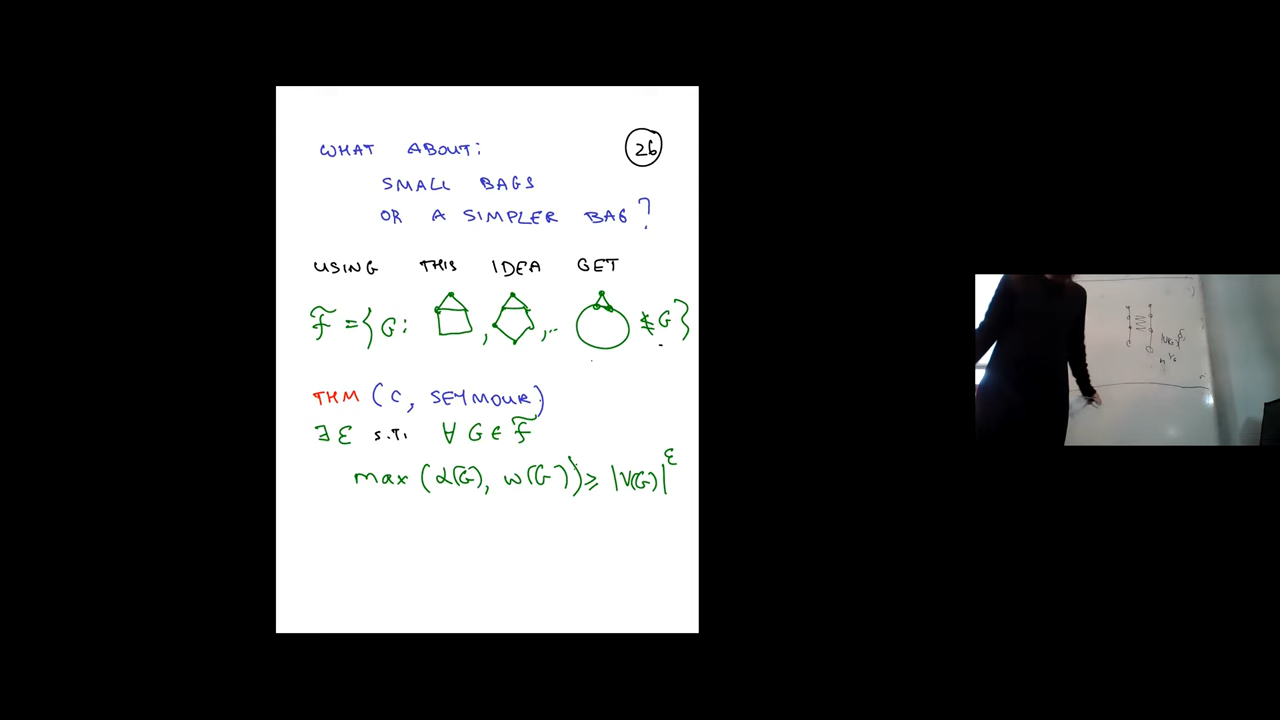 WHAT ABOUT: 26
SMALL BAGS
OR A SIMPLER BAG?
USING THIS IDEA GET
F̃ = { G: , , ... ≰ G }
THM (C, SEYMOUR)
∃ ε S.T. ∀ G ∈ F̃
max (α(G), ω(G)) ≥ |V(G)|^ε